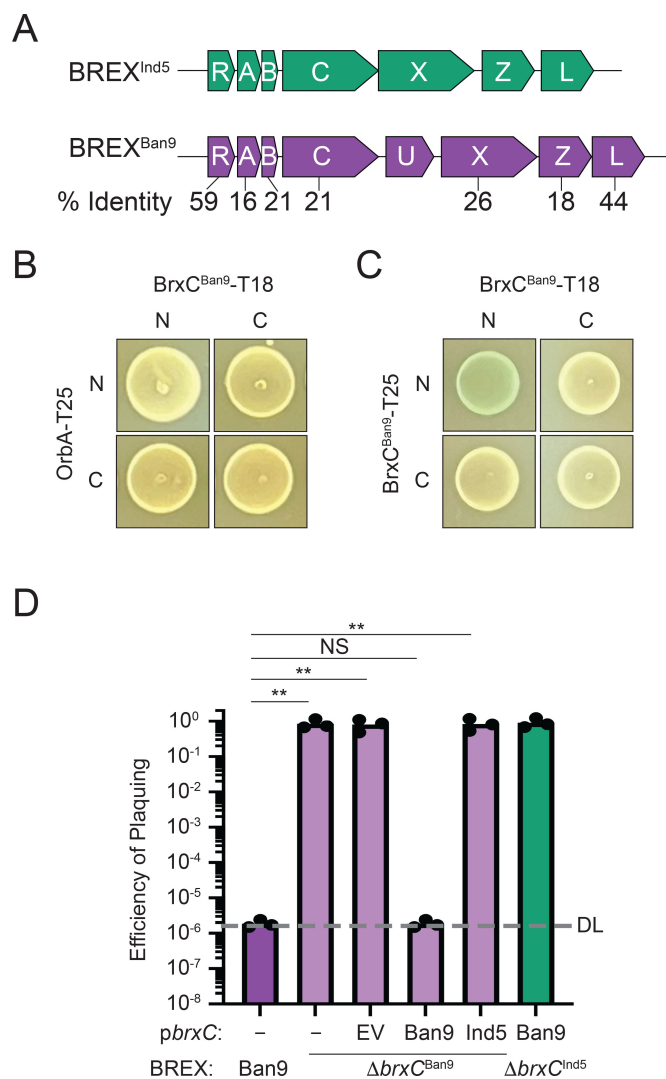 A
BREX^Ind5
R A B C X Z L
BREX^Ban9
R A B C U X Z L
% Identity 59 16 21 21 26 18 44
B
BrxC^Ban9-T18
N C
OrbA-T25
N
C
C
BrxC^Ban9-T18
N C
BrxC^Ban9-T25
N
C
D
**
NS
**
**
Efficiency of Plaquing
10^0
10^-1
10^-2
10^-3
10^-4
10^-5
10^-6
10^-7
10^-8
DL
pbrxC: – – EV Ban9 Ind5 Ban9
BREX: Ban9 ΔbrxC^Ban9 ΔbrxC^Ind5